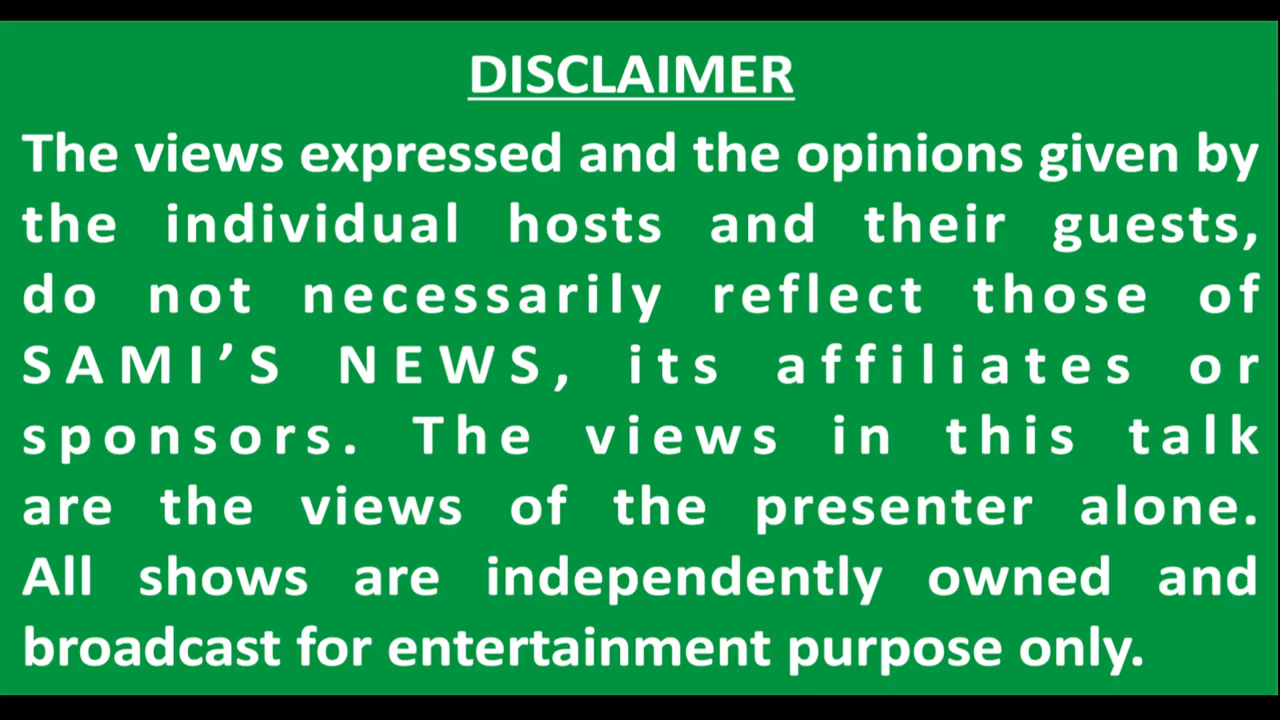 DISCLAIMER
The views expressed and the opinions given by
the individual hosts and their guests,
do not necessarily reflect those of
SAMI’S NEWS, its affiliates or
sponsors. The views in this talk
are the views of the presenter alone.
All shows are independently owned and
broadcast for entertainment purpose only.